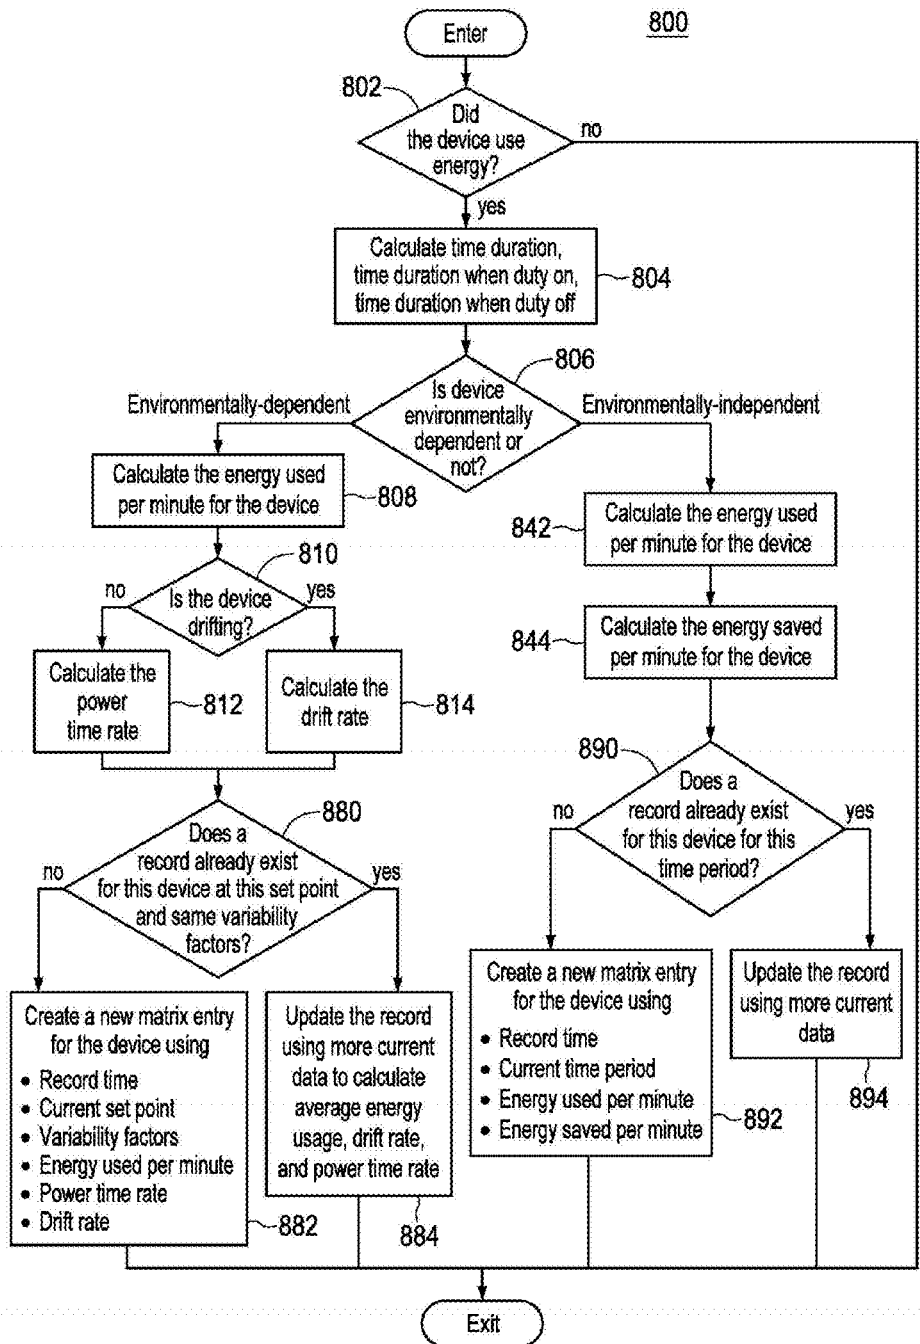 Enter
800
802
Did
the device use
energy?
no
yes
Calculate time duration,
time duration when duty on,
time duration when duty off
804
806
Is device
environmentally
dependent or
not?
Environmentally-dependent
Environmentally-independent
Calculate the energy used
per minute for the device
808
842
Calculate the energy used
per minute for the device
810
no
Is the device
drifting?
yes
844
Calculate the energy saved
per minute for the device
Calculate the
power
time rate
812
Calculate the
drift rate
814
890
Does a
record already exist
for this device for this
time period?
no
yes
880
Does a
record already exist
for this device at this set point
and same variability
factors?
no
yes
Create a new matrix entry
for the device using
• Record time
• Current set point
• Variability factors
• Energy used per minute
• Power time rate
• Drift rate
882
Update the record
using more current
data to calculate
average energy
usage, drift rate,
and power time rate
884
Create a new matrix entry
for the device using
• Record time
• Current time period
• Energy used per minute
• Energy saved per minute
892
Update the record
using more current
data
894
Exit